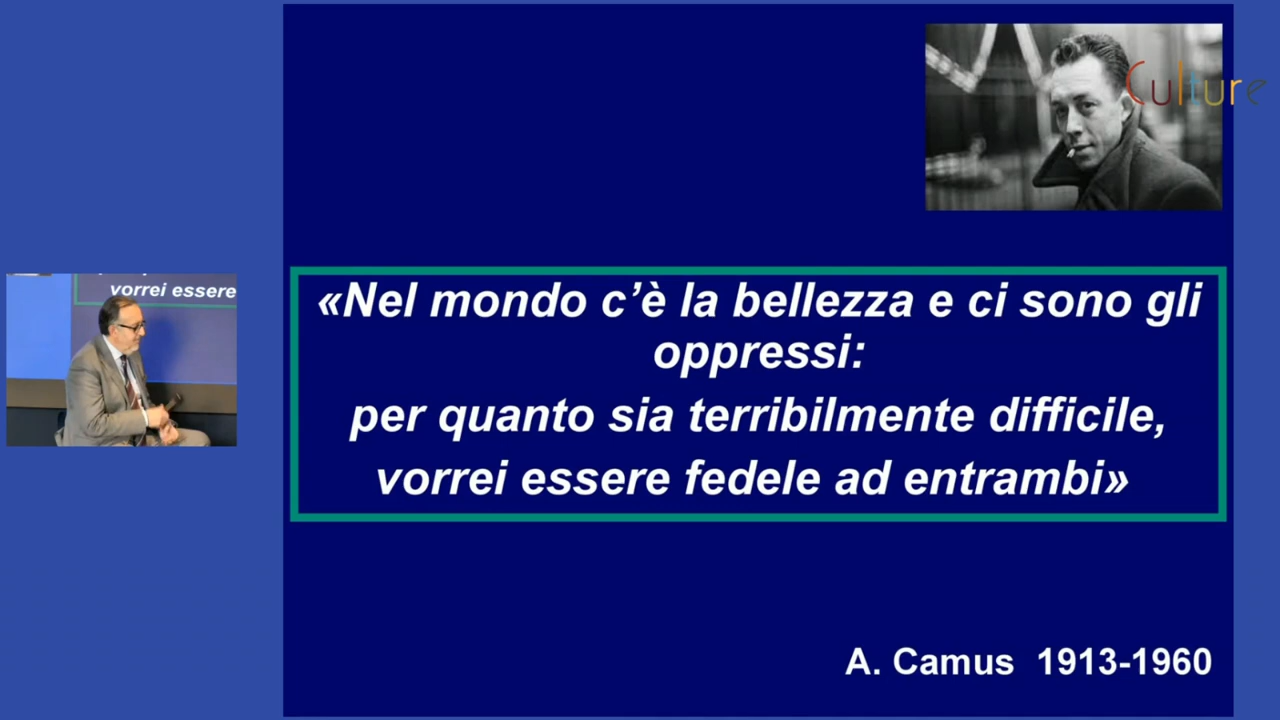 Culture
«Nel mondo c’è la bellezza e ci sono gli
oppressi:
per quanto sia terribilmente difficile,
vorrei essere fedele ad entrambi»
vorrei essere
A. Camus 1913-1960